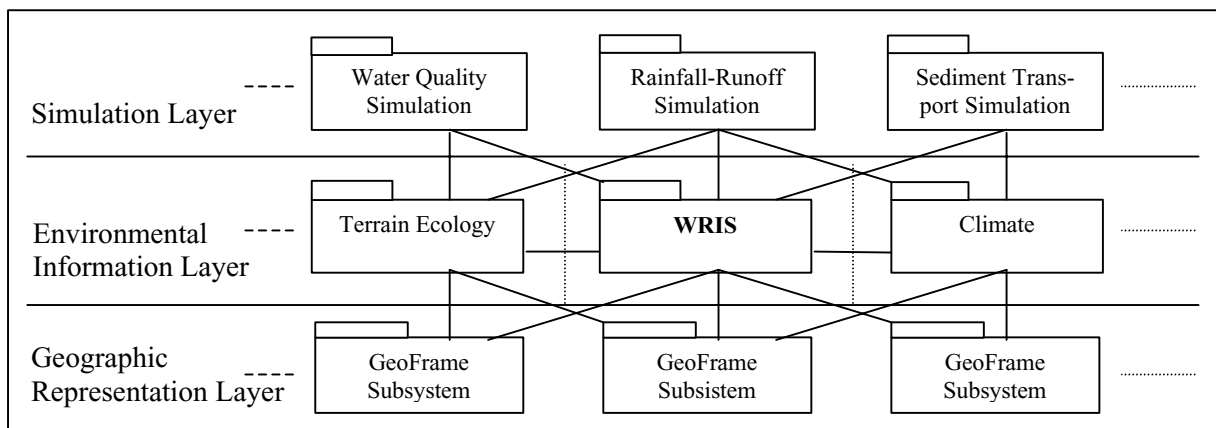 Simulation Layer
Water Quality
Simulation
Rainfall-Runoff
Simulation
Sediment Trans-
port Simulation
Environmental
Information Layer
Terrain Ecology
WRIS
Climate
Geographic
Representation Layer
GeoFrame
Subsystem
GeoFrame
Subsistem
GeoFrame
Subsystem